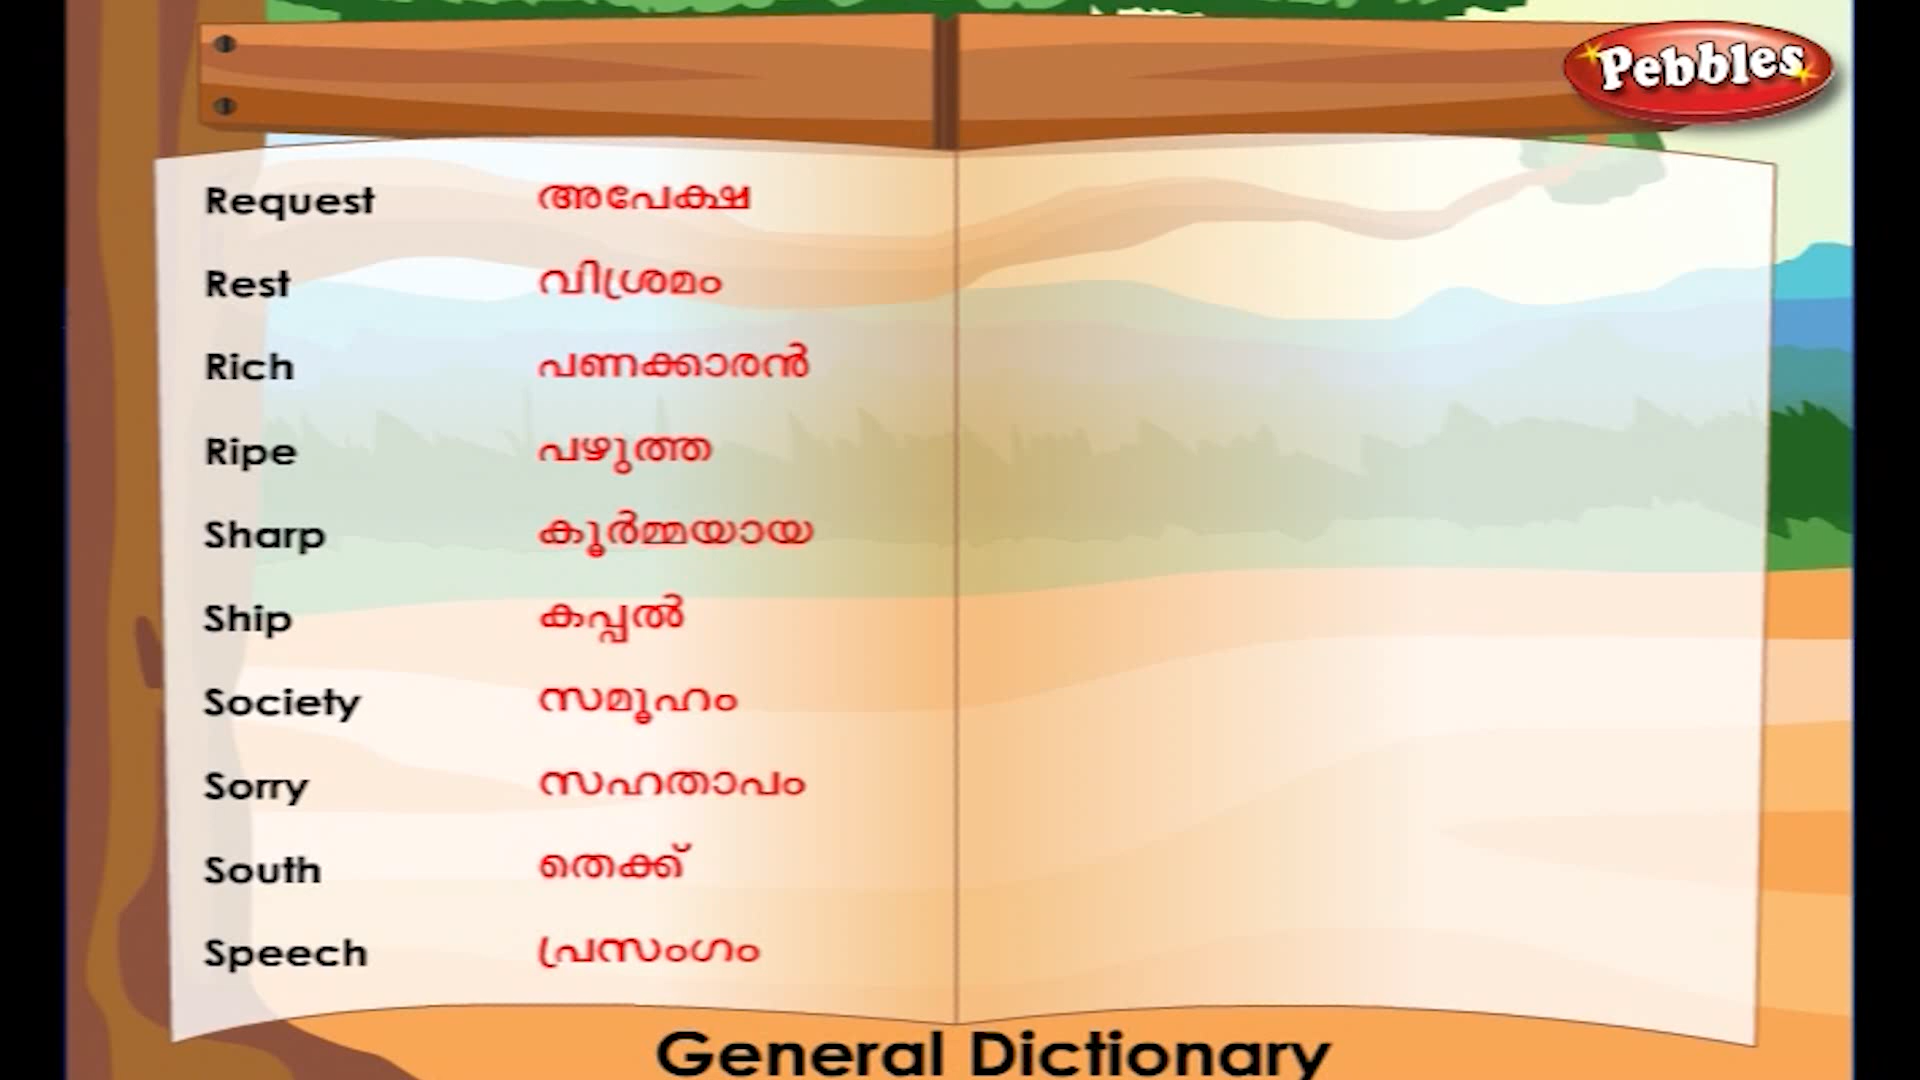 Pebbles
Request അപേക്ഷ
Rest വിശ്രമം
Rich പണക്കാരൻ
Ripe പഴുത്ത
Sharp കൂർമ്മയായ
Ship കപ്പൽ
Society സമൂഹം
Sorry സഹതാപം
South തെക്ക്
Speech പ്രസംഗം
General Dictionary